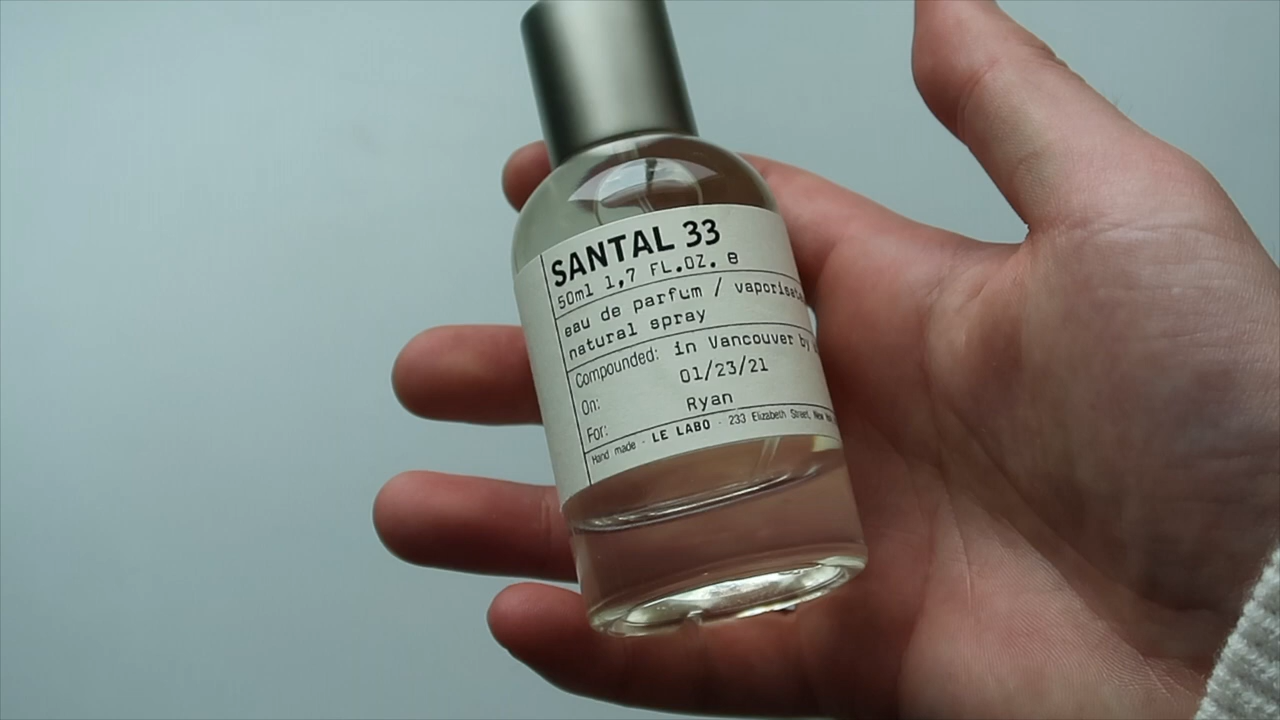 SANTAL 33
50ml 1,7 FL.OZ. e
eau de parfum / vaporisate
natural spray
Compounded: in Vancouver by
On: 01/23/21
For: Ryan
Hand made - LE LABO - 233 Elizabeth Street, New